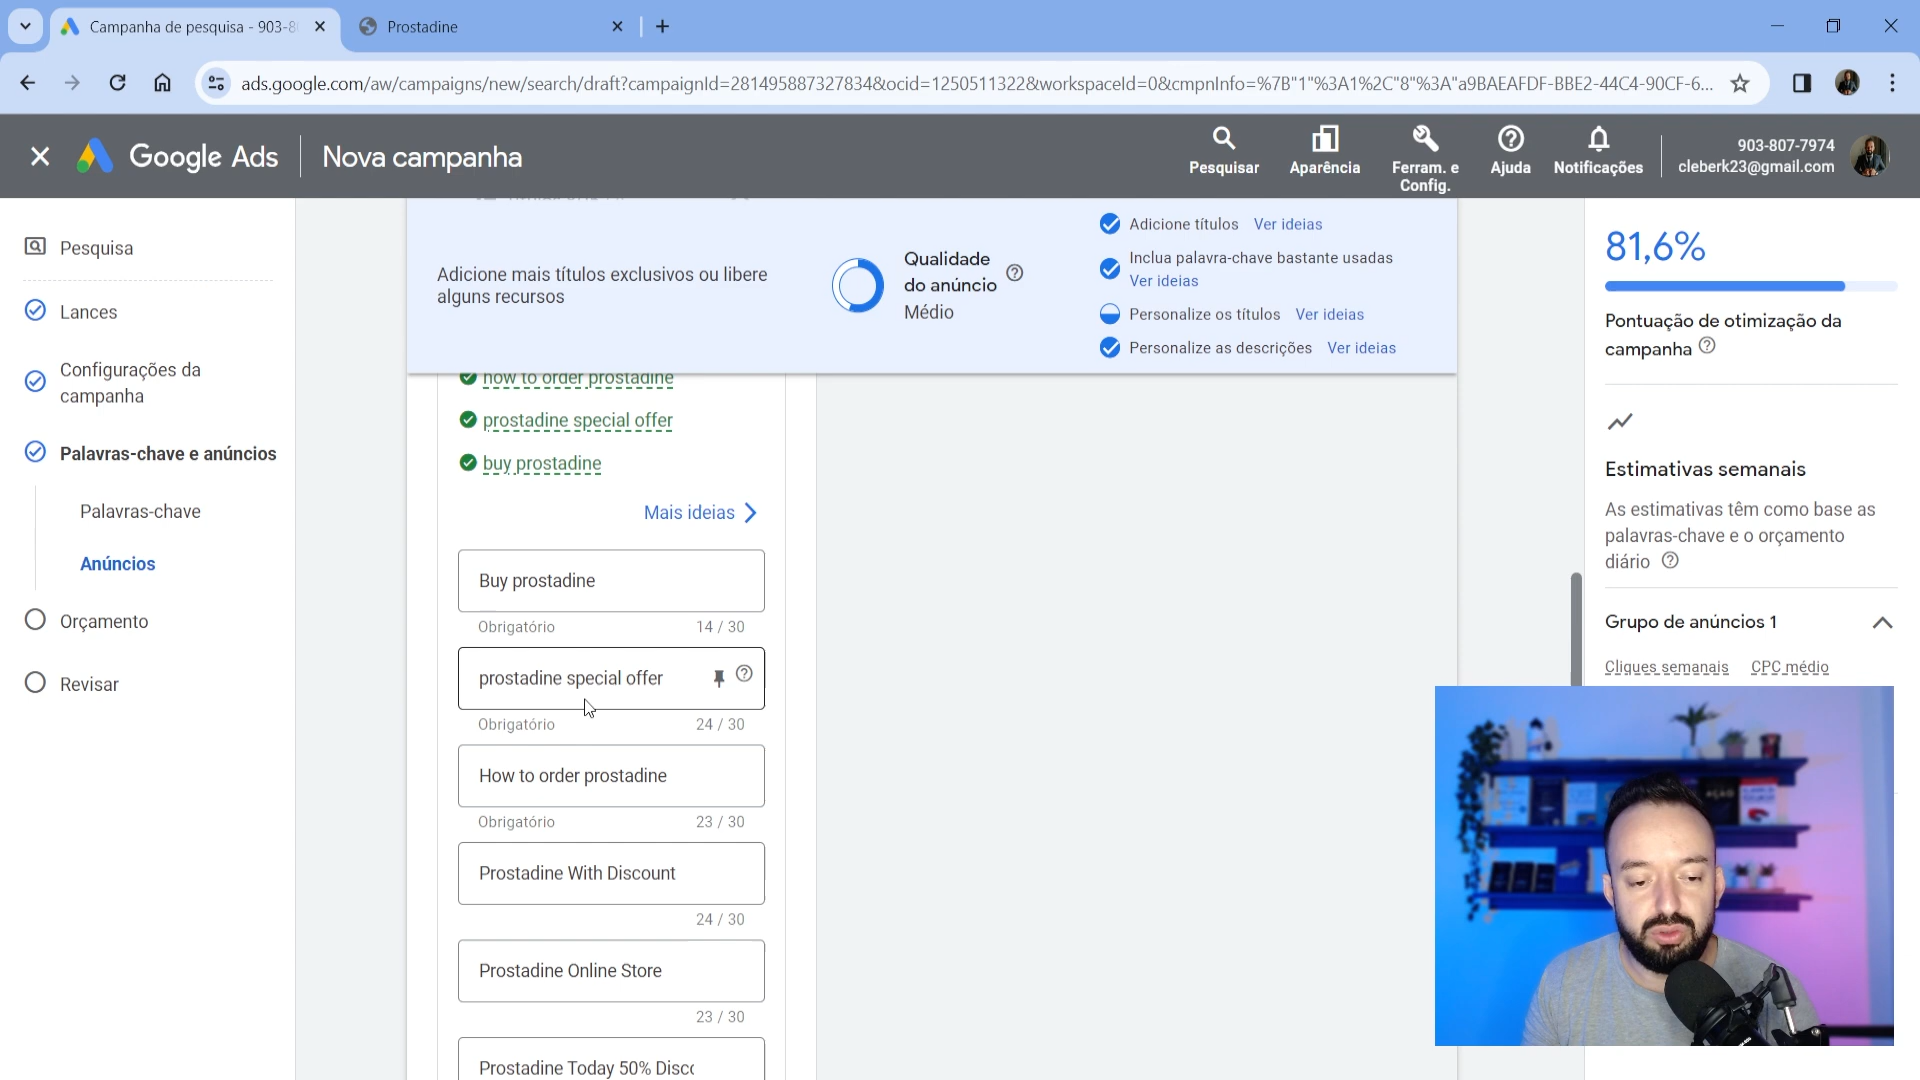 Campanha de pesquisa - 903-8
Prostadine
ads.google.com/aw/campaigns/new/search/draft?campaignId=281495887327834&ocid=1250511322&workspaceId=0&cmpnInfo=%7B"1"%3A1%2C"8"%3A"a9BAEAFDF-BBE2-44C4-90CF-6...
Google Ads
Nova campanha
Pesquisar
Aparência
Ferram. e
Config.
Ajuda
Notificações
903-807-7974
cleberk23@gmail.com
Pesquisa
Lances
Configurações da
campanha
Palavras-chave e anúncios
Palavras-chave
Anúncios
Orçamento
Revisar
Adicione mais títulos exclusivos ou libere
alguns recursos
Qualidade
do anúncio
Médio
Adicione títulos Ver ideias
Inclua palavra-chave bastante usadas
Ver ideias
Personalize os títulos Ver ideias
Personalize as descrições Ver ideias
how to order prostadine
prostadine special offer
buy prostadine
Mais ideias
Buy prostadine
Obrigatório 14 / 30
prostadine special offer
Obrigatório 24 / 30
How to order prostadine
Obrigatório 23 / 30
Prostadine With Discount
24 / 30
Prostadine Online Store
23 / 30
Prostadine Today 50% Disco
81,6%
Pontuação de otimização da
campanha
Estimativas semanais
As estimativas têm como base as
palavras-chave e o orçamento
diário
Grupo de anúncios 1
Cliques semanais CPC médio